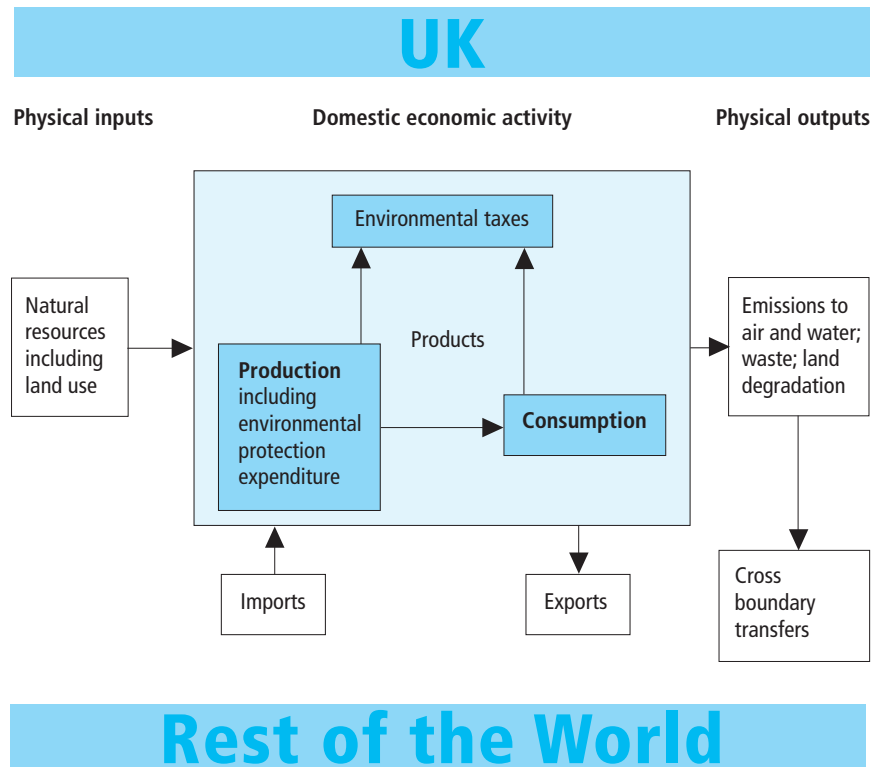 UK
Physical inputs
Domestic economic activity
Physical outputs
Environmental taxes
Natural
resources
including
land use
Products
Production
including
environmental
protection
expenditure
Consumption
Emissions to
air and water;
waste; land
degradation
Imports
Exports
Cross
boundary
transfers
Rest of the World